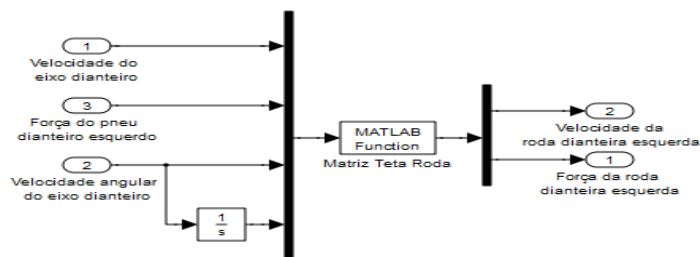 1
Velocidade do
eixo dianteiro
3
Força do pneu
dianteiro esquerdo
2
Velocidade angular
do eixo dianteiro
1
s
MATLAB
Function
Matriz Teta Roda
2
Velocidade da
roda dianteira esquerda
1
Força da roda
dianteira esquerda